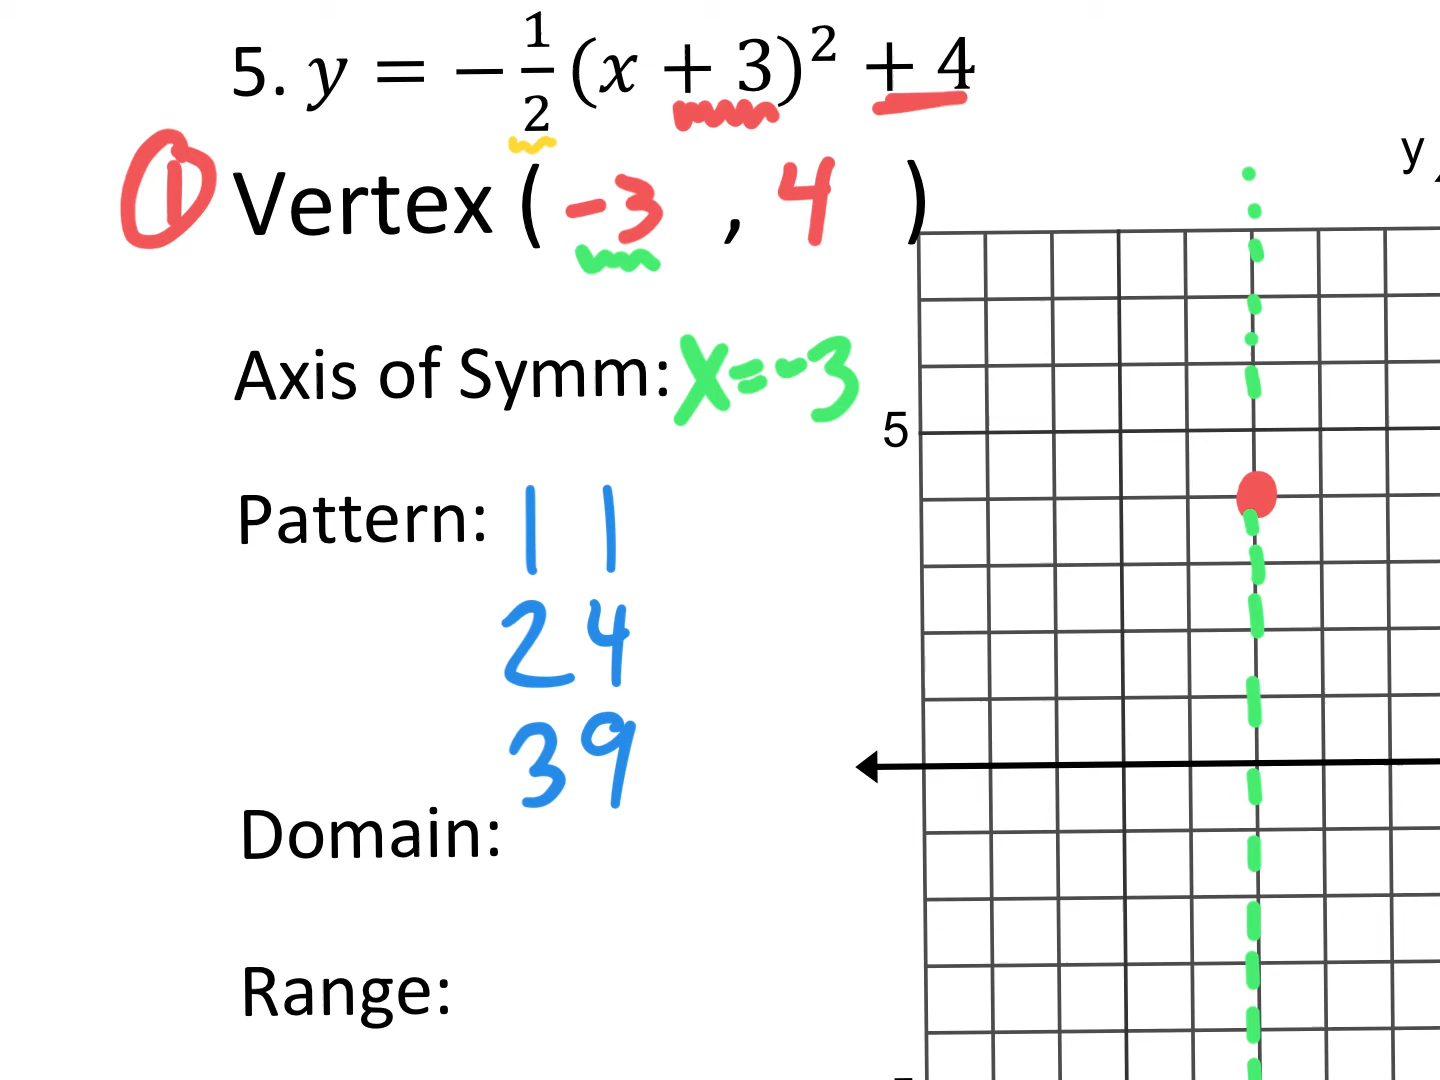 5. y = −1/2(x + 3)² + 4
① Vertex (-3, 4)
y
Axis of Symm: x=-3
5
Pattern: 1 1
2 4
3 9
Domain:
Range: